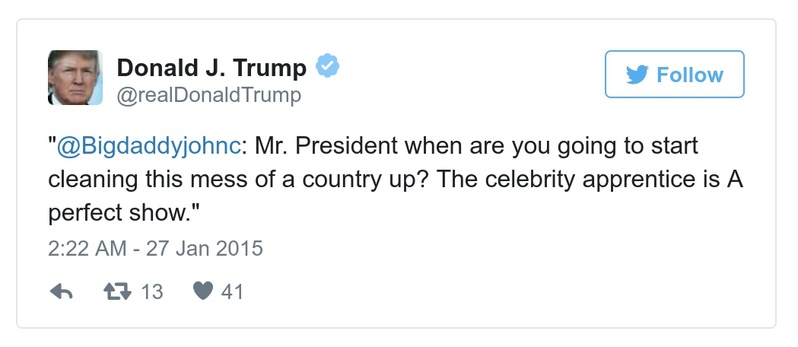 Donald J. Trump
@realDonaldTrump
Follow
"@Bigdaddyjohnc: Mr. President when are you going to start
cleaning this mess of a country up? The celebrity apprentice is A
perfect show."
2:22 AM - 27 Jan 2015
13 41